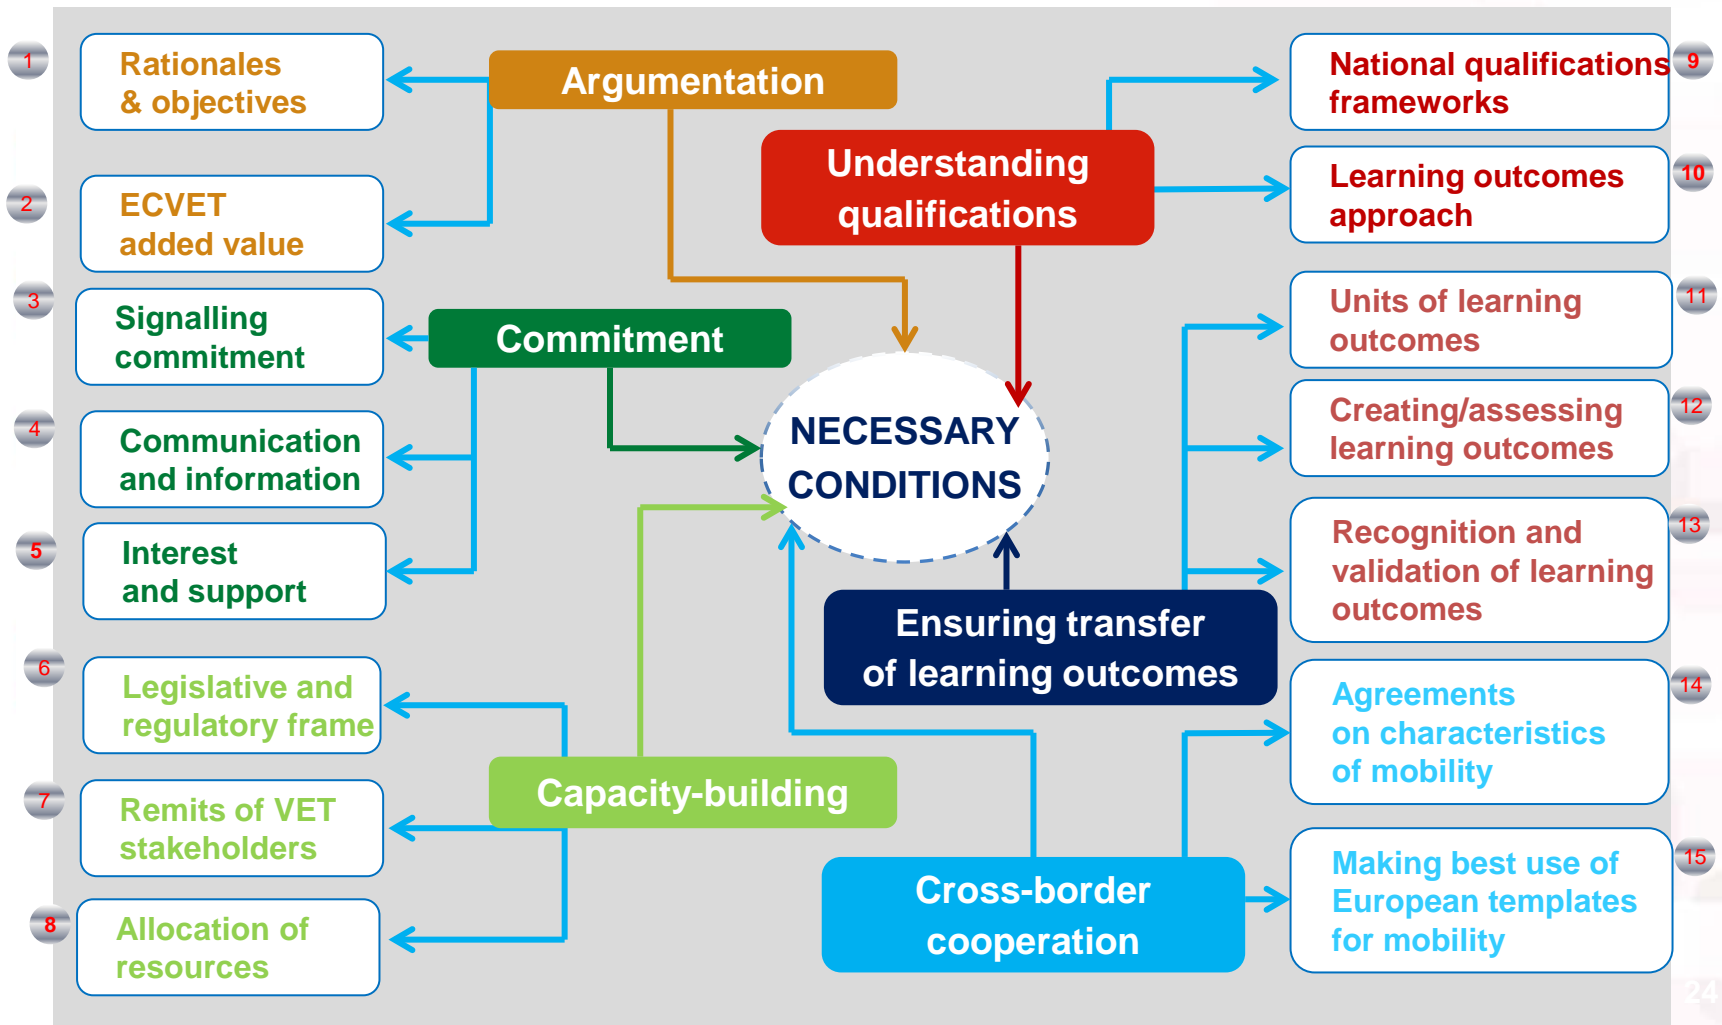 1
Rationales
& objectives
2
ECVET
added value
3
Signalling
commitment
4
Communication
and information
5
Interest
and support
6
Legislative and
regulatory frame
7
Remits of VET
stakeholders
8
Allocation of
resources
Argumentation
Commitment
Capacity-building
NECESSARY
CONDITIONS
Understanding
qualifications
Ensuring transfer
of learning outcomes
Cross-border
cooperation
National qualifications
frameworks
9
Learning outcomes
approach
10
Units of learning
outcomes
11
Creating/assessing
learning outcomes
12
Recognition and
validation of learning
outcomes
13
Agreements
on characteristics
of mobility
14
Making best use of
European templates
for mobility
15
24